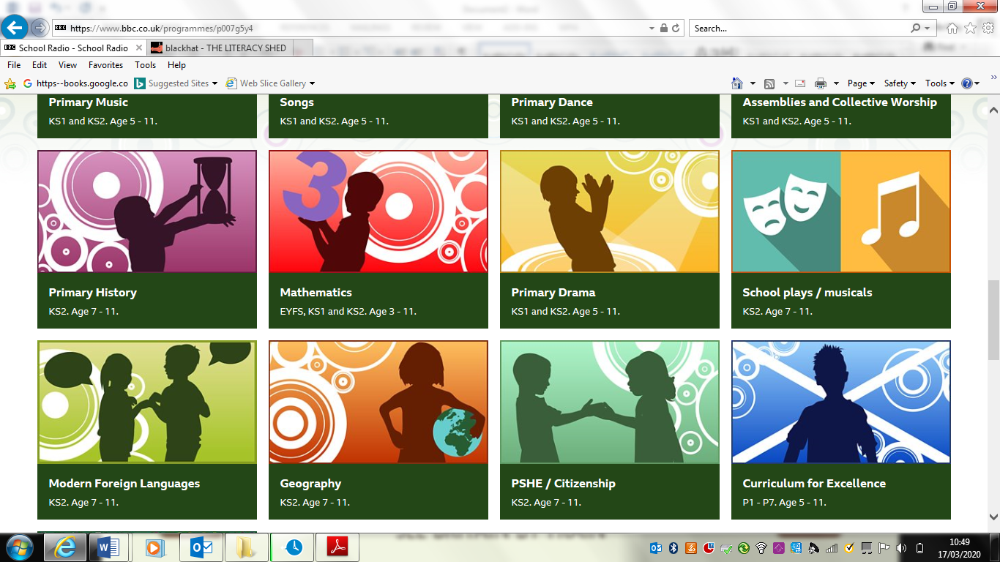 https://www.bbc.co.uk/programmes/p007g5y4
Search...
School Radio - School Radio
blackhat - THE LITERACY SHED
File Edit View Favorites Tools Help
https--books.google.co Suggested Sites Web Slice Gallery
Page Safety Tools
Primary Music
KS1 and KS2. Age 5 - 11.
Songs
KS1 and KS2. Age 5 - 11.
Primary Dance
KS1 and KS2. Age 5 - 11.
Assemblies and Collective Worship
KS1 and KS2. Age 5 - 11.
3
Primary History
KS2. Age 7 - 11.
Mathematics
EYFS, KS1 and KS2. Age 3 - 11.
Primary Drama
KS1 and KS2. Age 5 - 11.
School plays / musicals
KS2. Age 7 - 11.
Modern Foreign Languages
KS2. Age 7 - 11.
Geography
KS2. Age 7 - 11.
PSHE / Citizenship
KS2. Age 7 - 11.
Curriculum for Excellence
P1 - P7. Age 5 - 11.
10:49
17/03/2020